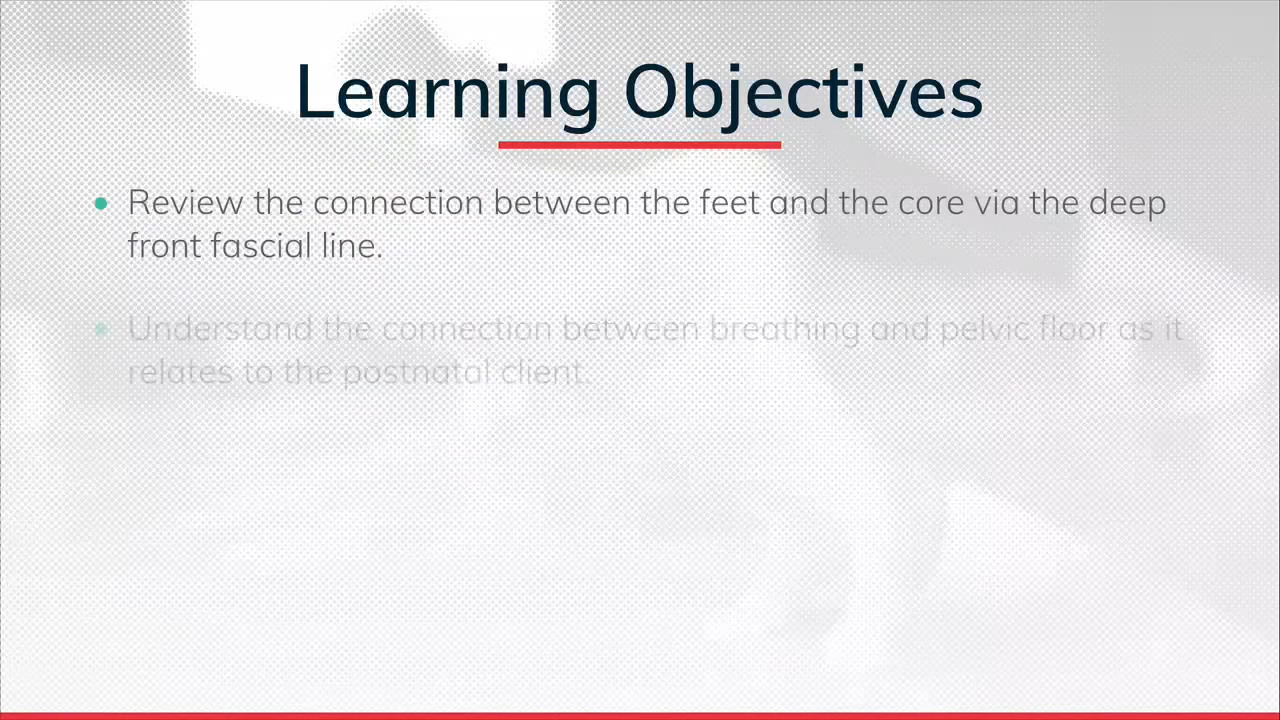 Learning Objectives
• Review the connection between the feet and the core via the deep
front fascial line.
• Understand the connection between breathing and pelvic floor as it
relates to the postnatal client.